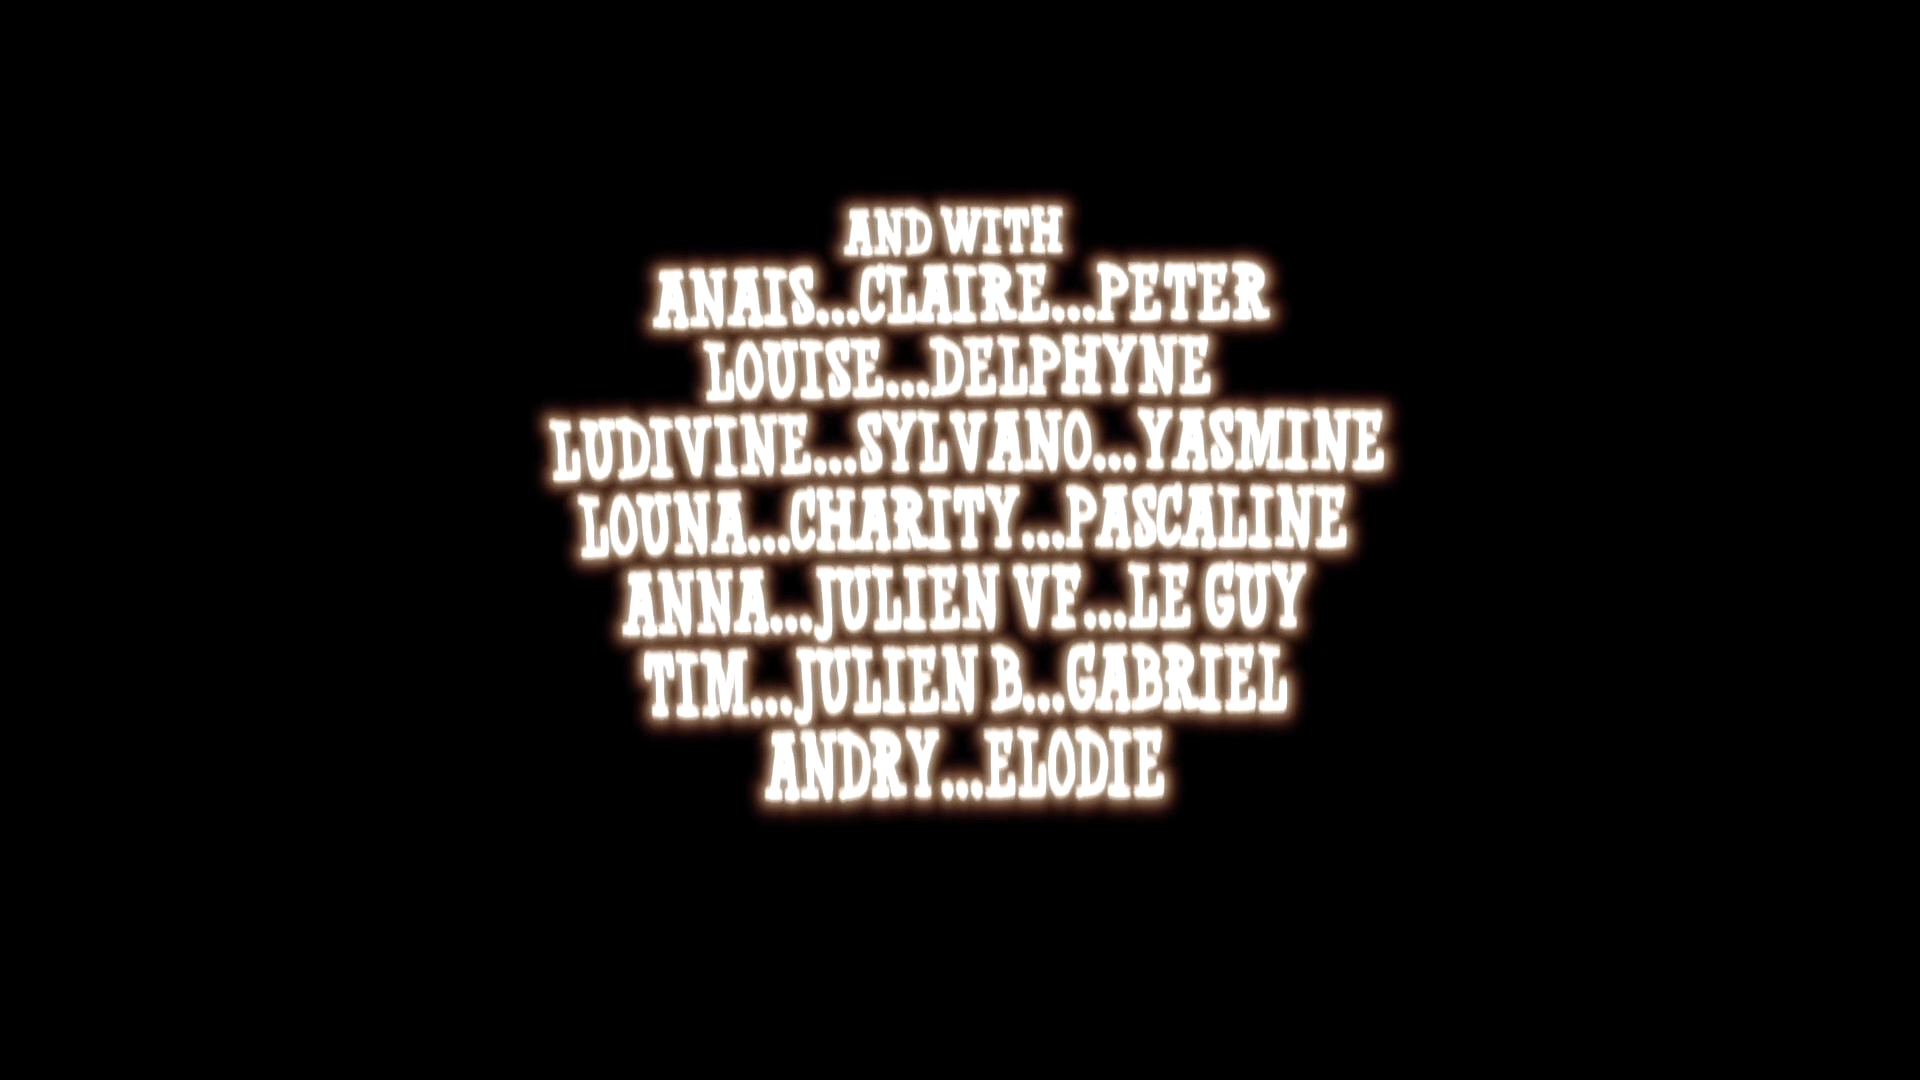 AND WITH
ANAIS...CLAIRE...PETER
LOUISE...DELPHYNE
LUDIVINE...SYLVANO...YASMINE
LOUNA...CHARITY...PASCALINE
ANNA...JULIEN VF...LE GUY
TIM...JULIEN B...GABRIEL
ANDRY...ELODIE